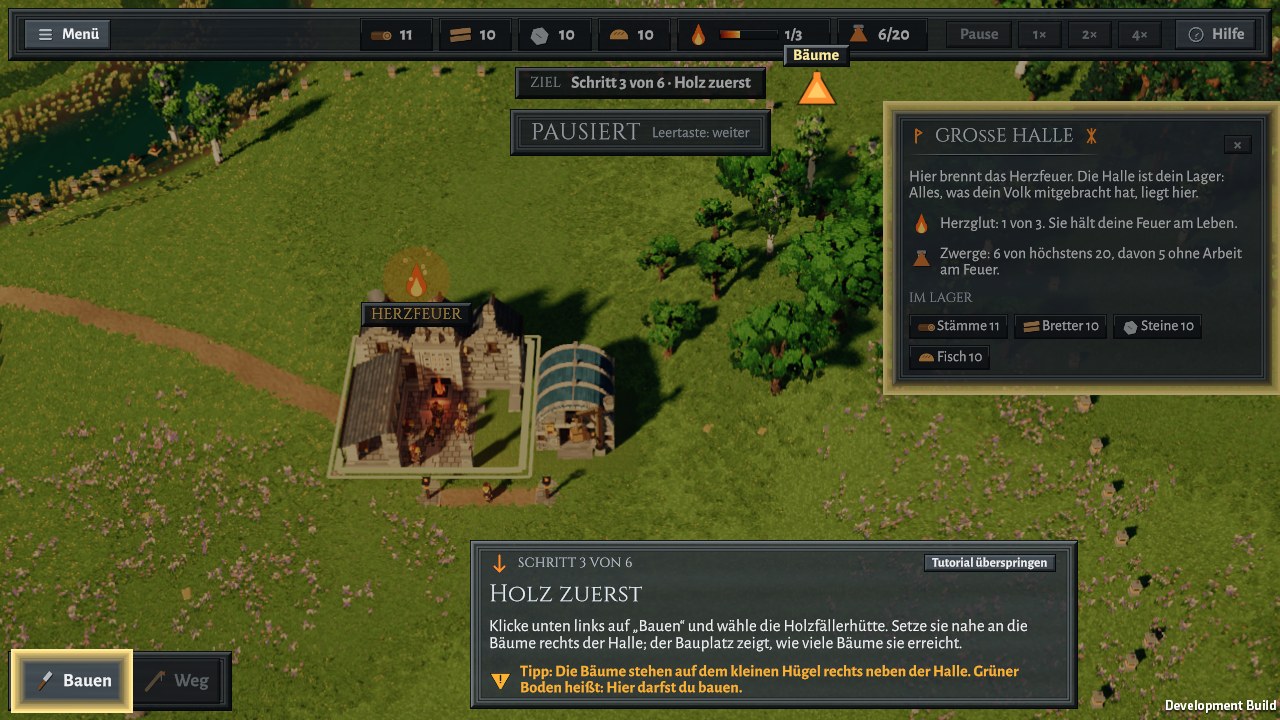 Menü
11
10
10
10
1/3
6/20
Pause
1×
2×
4×
Hilfe
Bäume
ZIEL Schritt 3 von 6 · Holz zuerst
PAUSIERT Leertaste: weiter
GROSSE HALLE
×
Hier brennt das Herzfeuer. Die Halle ist dein Lager:
Alles, was dein Volk mitgebracht hat, liegt hier.
Herzglut: 1 von 3. Sie hält deine Feuer am Leben.
Zwerge: 6 von höchstens 20, davon 5 ohne Arbeit
am Feuer.
IM LAGER
Stämme 11
Bretter 10
Steine 10
Fisch 10
HERZFEUER
SCHRITT 3 VON 6
Tutorial überspringen
HOLZ ZUERST
Klicke unten links auf „Bauen“ und wähle die Holzfällerhütte. Setze sie nahe an die
Bäume rechts der Halle; der Bauplatz zeigt, wie viele Bäume sie erreicht.
Tipp: Die Bäume stehen auf dem kleinen Hügel rechts neben der Halle. Grüner
Boden heißt: Hier darfst du bauen.
Bauen
Weg
Development Build